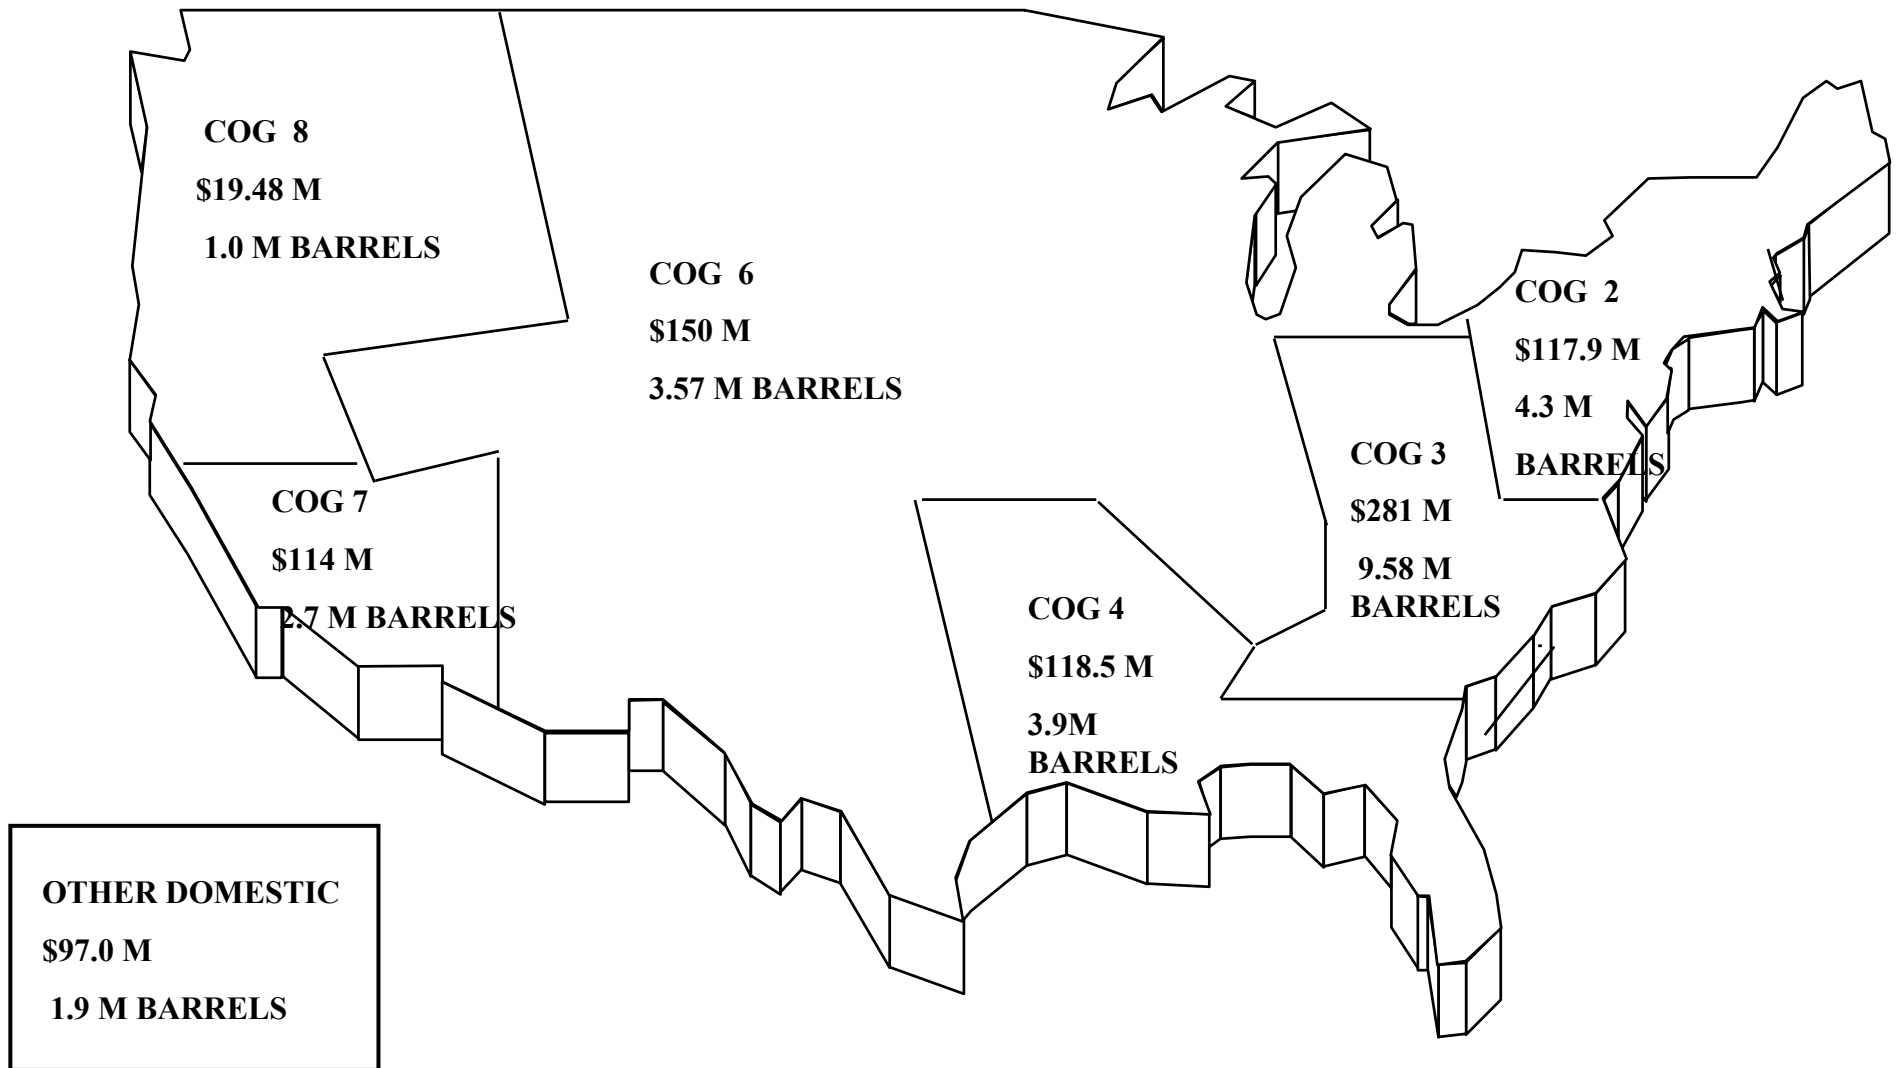 COG 8
$19.48 M
1.0 M BARRELS
COG 6
$150 M
3.57 M BARRELS
COG 2
$117.9 M
4.3 M
BARRELS
COG 3
$281 M
9.58 M
BARRELS
COG 7
$114 M
2.7 M BARRELS
COG 4
$118.5 M
3.9M
BARRELS
OTHER DOMESTIC
$97.0 M
1.9 M BARRELS